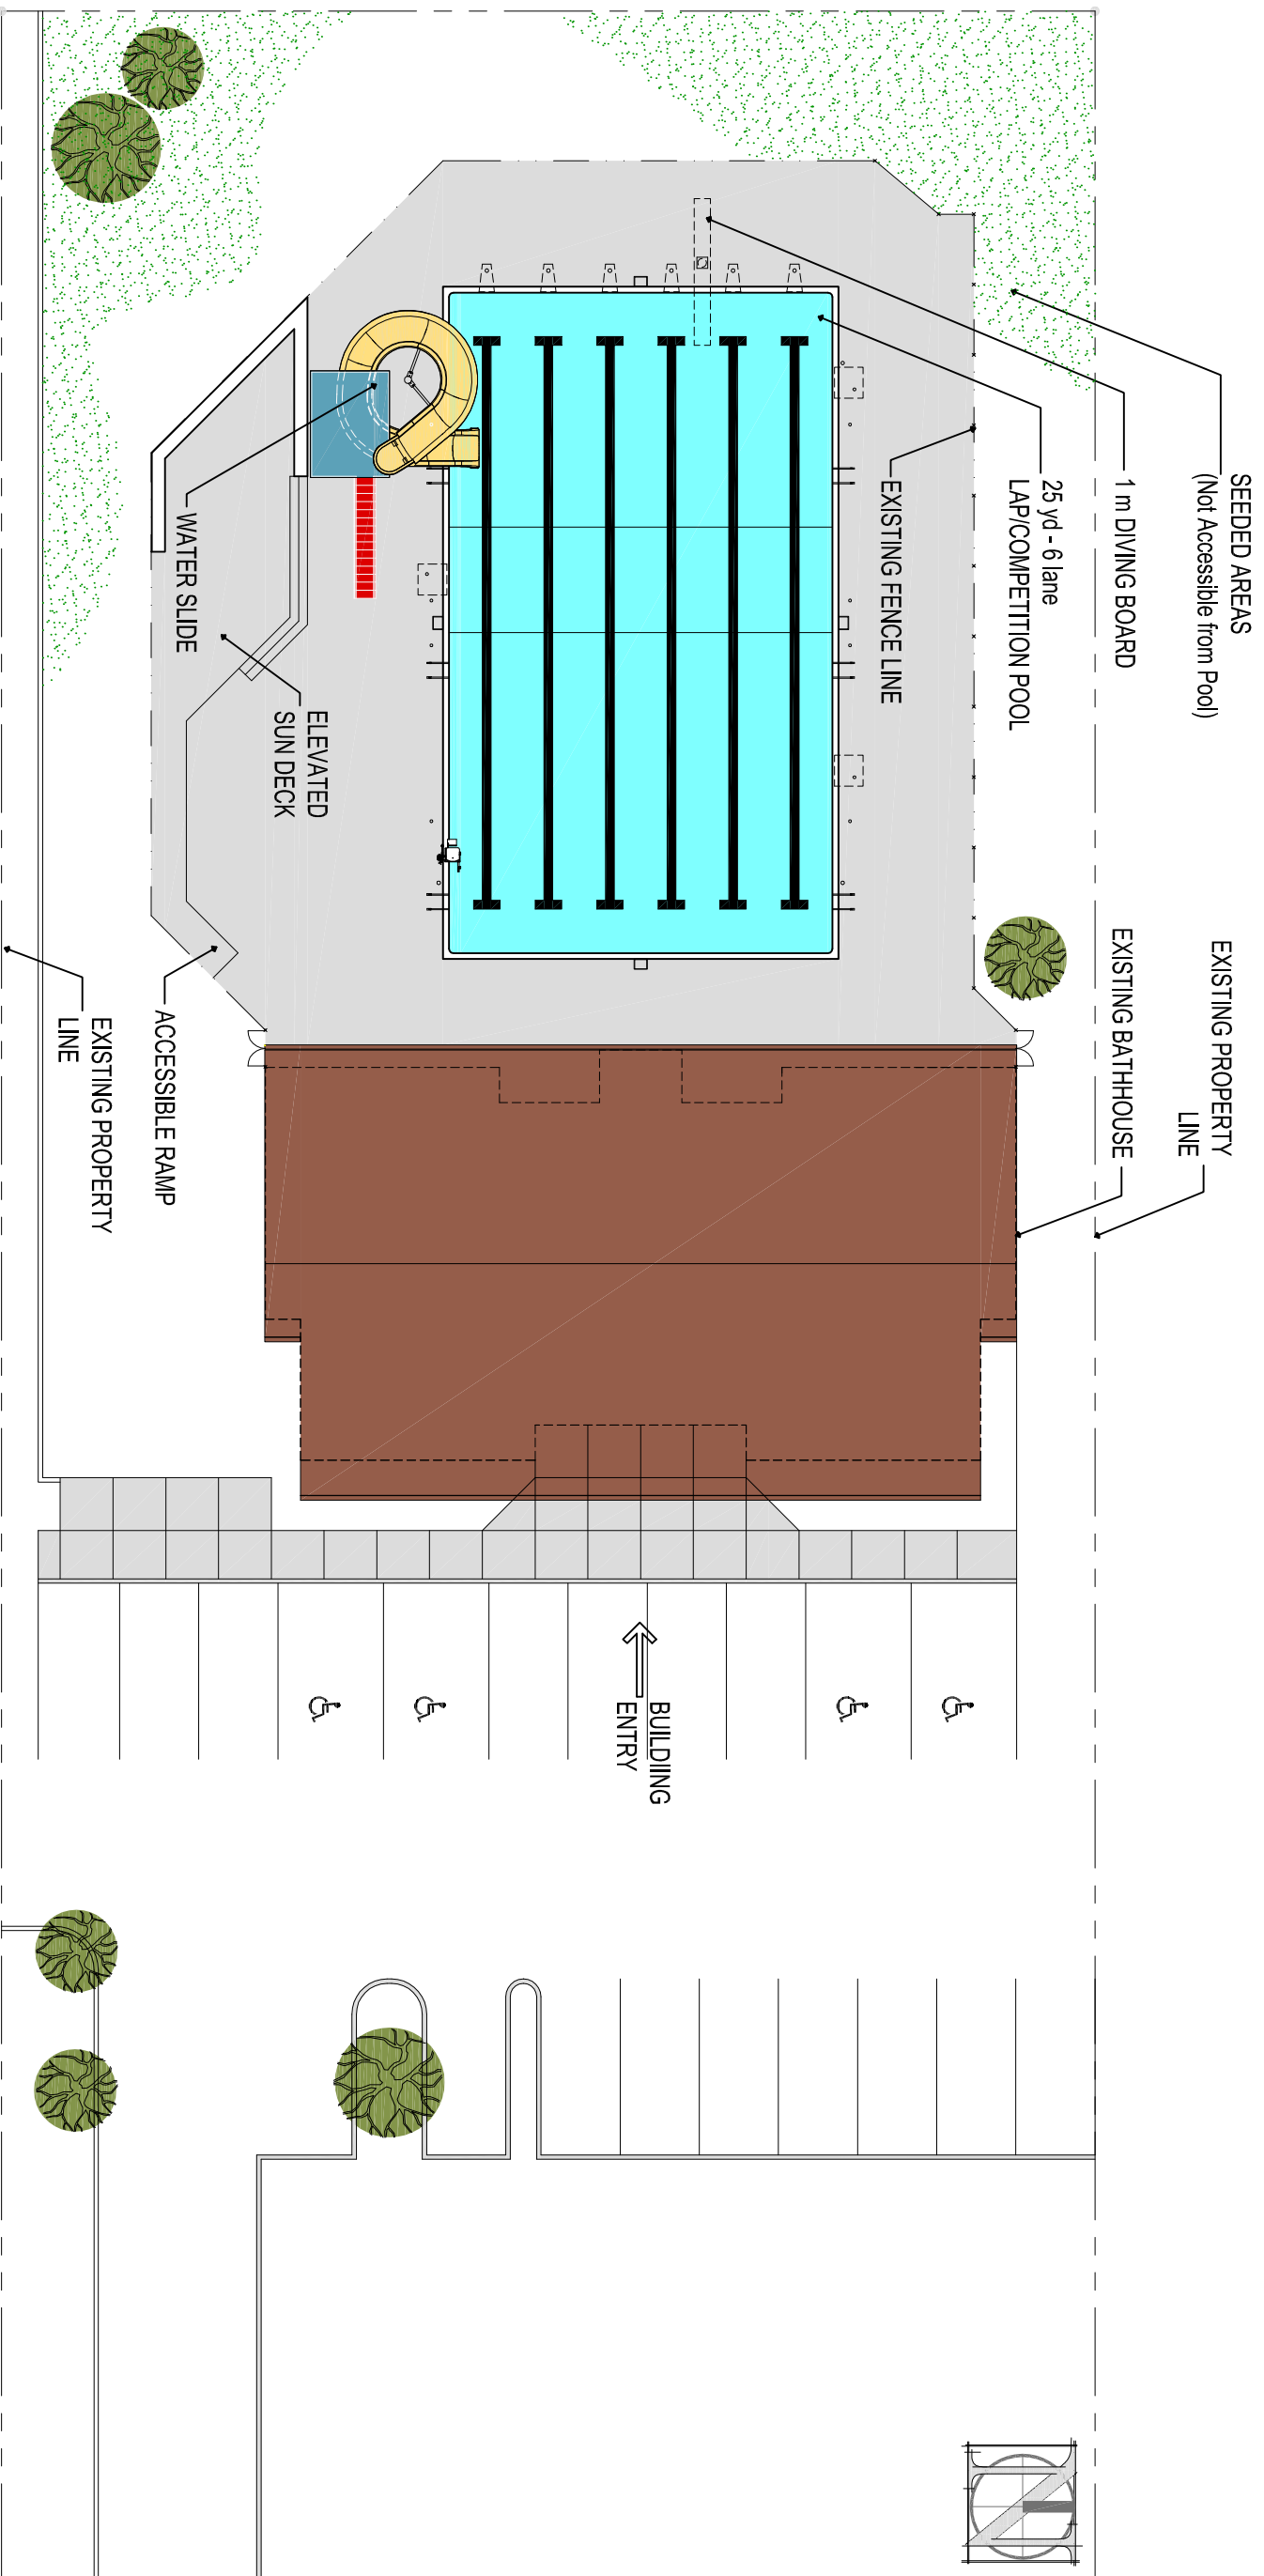 SEEDED AREAS
(Not Accessible from Pool)
1 m DIVING BOARD
25 yd - 6 lane
LAP/COMPETITION POOL
EXISTING FENCE LINE
WATER SLIDE
ELEVATED
SUN DECK
EXISTING PROPERTY
LINE
EXISTING BATHHOUSE
ACCESSIBLE RAMP
EXISTING PROPERTY
LINE
BUILDIING
ENTRY